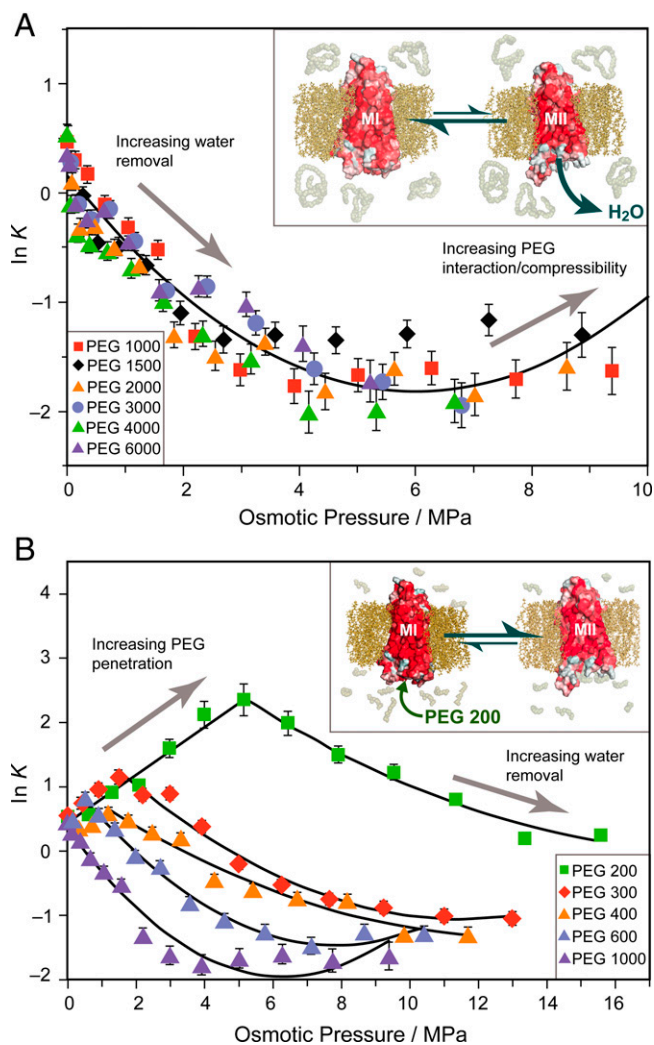 A
1
0
−1
−2
ln K
0
2
4
6
8
10
Osmotic Pressure / MPa
Increasing water
removal
Increasing PEG
interaction/compressibility
MI
MII
H₂O
PEG 1000
PEG 1500
PEG 2000
PEG 3000
PEG 4000
PEG 6000
B
4
3
2
1
0
−1
−2
ln K
0
2
4
6
8
10
12
14
16
Osmotic Pressure / MPa
Increasing PEG
penetration
Increasing water
removal
MI
MII
PEG 200
PEG 200
PEG 300
PEG 400
PEG 600
PEG 1000